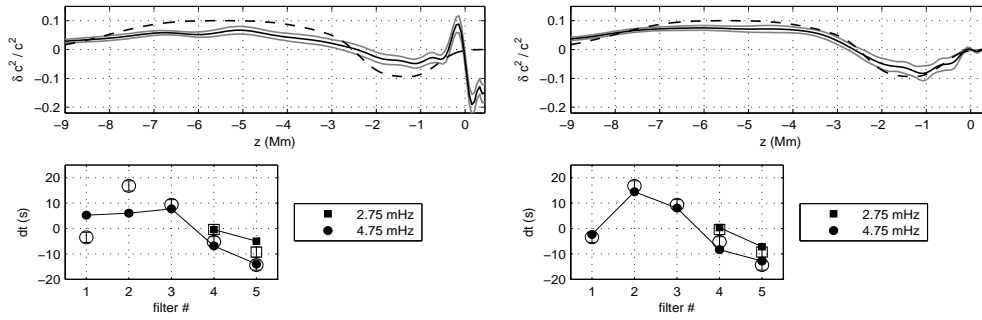 0.1
0
−0.1
−0.2
δ c² / c²
−9 −8 −7 −6 −5 −4 −3 −2 −1 0
z (Mm)
0.1
0
−0.1
−0.2
δ c² / c²
−9 −8 −7 −6 −5 −4 −3 −2 −1 0
z (Mm)
20
10
0
−10
−20
dt (s)
1 2 3 4 5
filter #
2.75 mHz
4.75 mHz
20
10
0
−10
−20
dt (s)
1 2 3 4 5
filter #
2.75 mHz
4.75 mHz